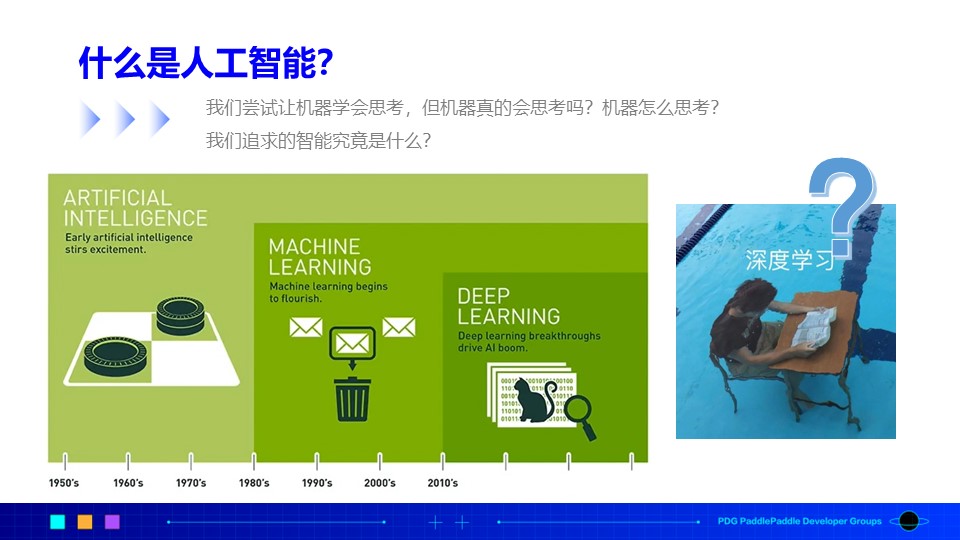 什么是人工智能？
我们尝试让机器学会思考，但机器真的会思考吗？机器怎么思考？
我们追求的智能究竟是什么？
ARTIFICIAL
INTELLIGENCE
Early artificial intelligence
stirs excitement.
MACHINE
LEARNING
Machine learning begins
to flourish.
DEEP
LEARNING
Deep learning breakthroughs
drive AI boom.
1950's 1960's 1970's 1980's 1990's 2000's 2010's
?
深度学习
PDG PaddlePaddle Developer Groups